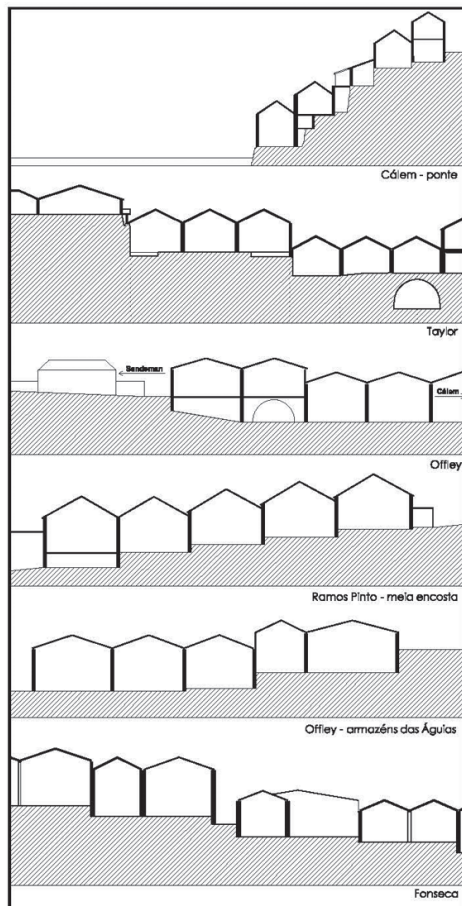 Cálem - ponte
Taylor
Sandeman
Cálem
Offley
Ramos Pinto - meia encosta
Offley - armazéns das Águias
Fonseca